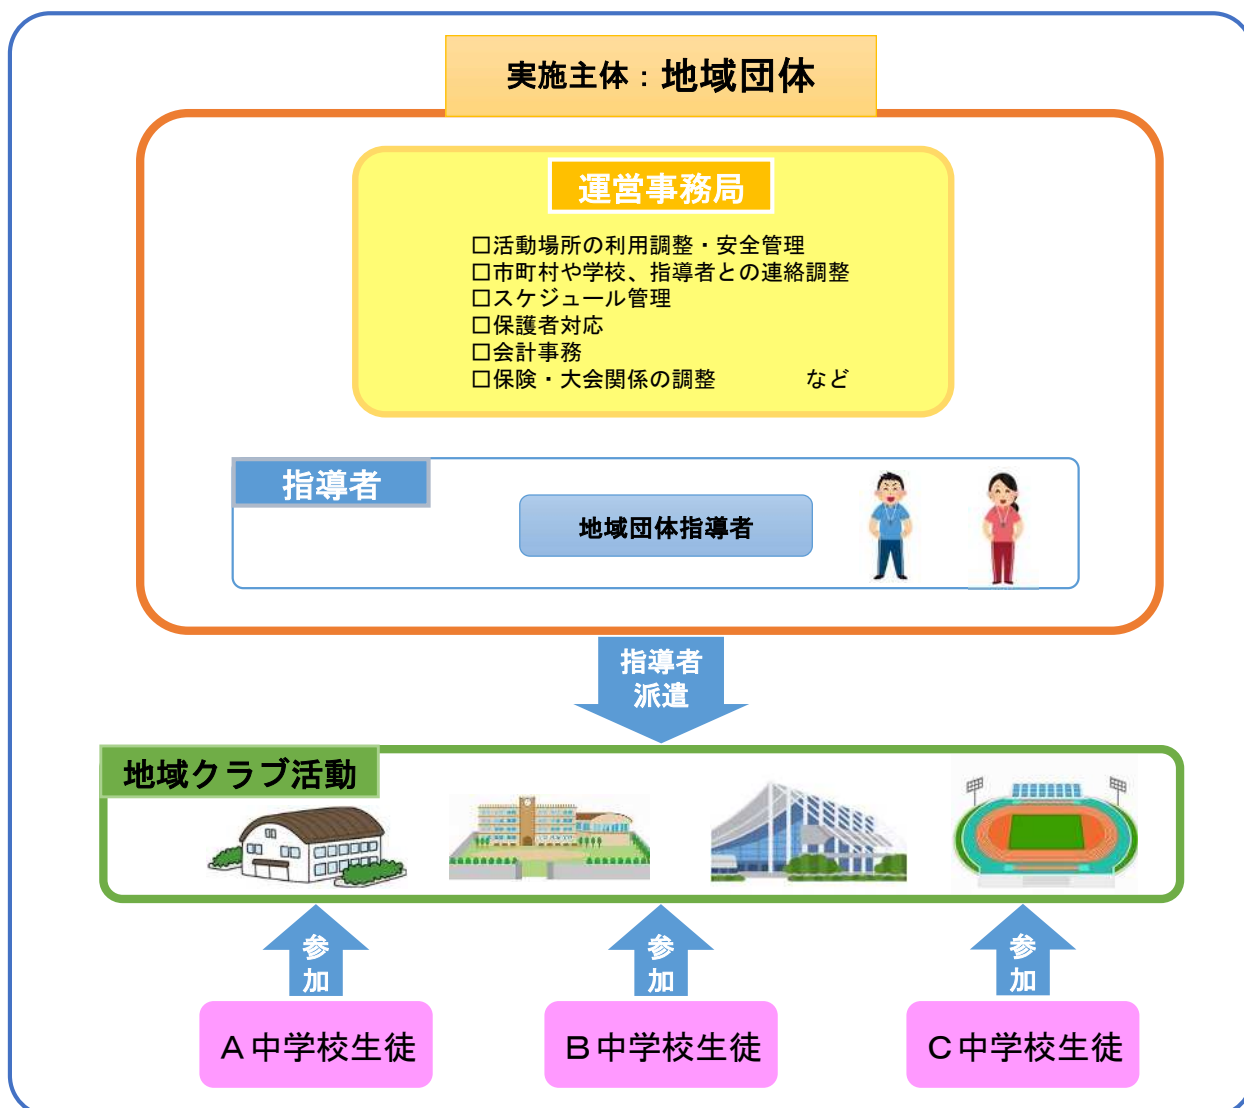 実施主体：地域団体
運営事務局
□活動場所の利用調整・安全管理
□市町村や学校、指導者との連絡調整
□スケジュール管理
□保護者対応
□会計事務
□保険・大会関係の調整　　　　など
指導者
地域団体指導者
指導者
派遣
地域クラブ活動
参
加
参
加
参
加
Ａ中学校生徒
Ｂ中学校生徒
Ｃ中学校生徒